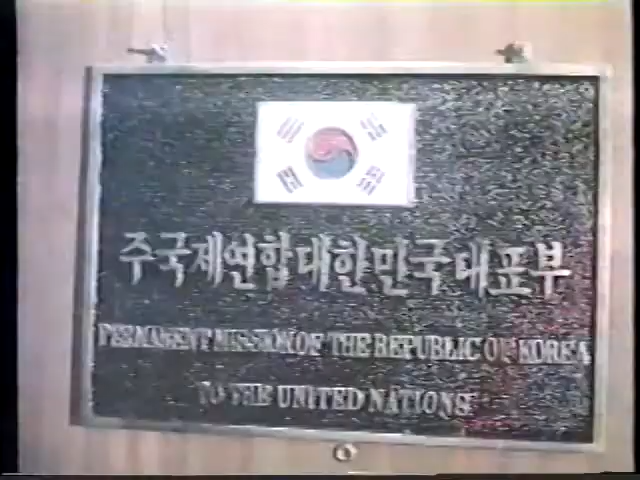 주국제연합대한민국대표부
PERMANENT MISSION OF THE REPUBLIC OF KOREA
TO THE UNITED NATIONS